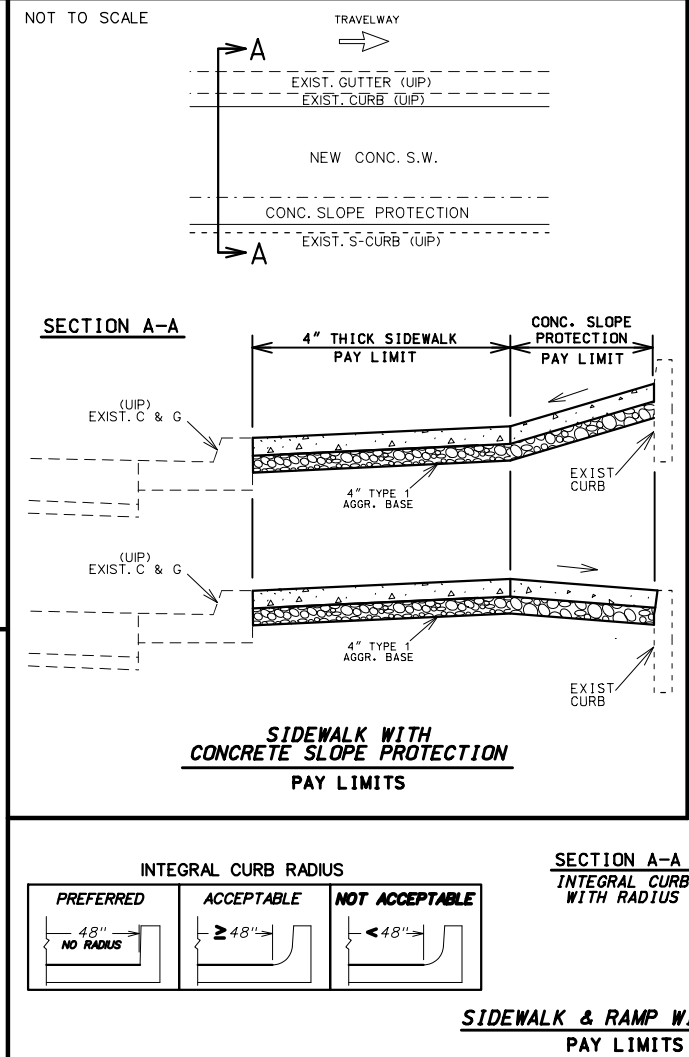 NOT TO SCALE
TRAVELWAY
A
EXIST. GUTTER (UIP)
EXIST. CURB (UIP)
NEW CONC. S.W.
CONC. SLOPE PROTECTION
EXIST. S-CURB (UIP)
A
SECTION A-A
4" THICK SIDEWALK
PAY LIMIT
CONC. SLOPE
PROTECTION
PAY LIMIT
(UIP)
EXIST. C & G
4" TYPE 1
AGGR. BASE
EXIST
CURB
(UIP)
EXIST. C & G
4" TYPE 1
AGGR. BASE
EXIST
CURB
SIDEWALK WITH
CONCRETE SLOPE PROTECTION
PAY LIMITS
INTEGRAL CURB RADIUS
PREFERRED
48"
NO RADIUS
ACCEPTABLE
≥ 48"
NOT ACCEPTABLE
< 48"
SECTION A-A
INTEGRAL CURB
WITH RADIUS
SIDEWALK & RAMP W
PAY LIMITS